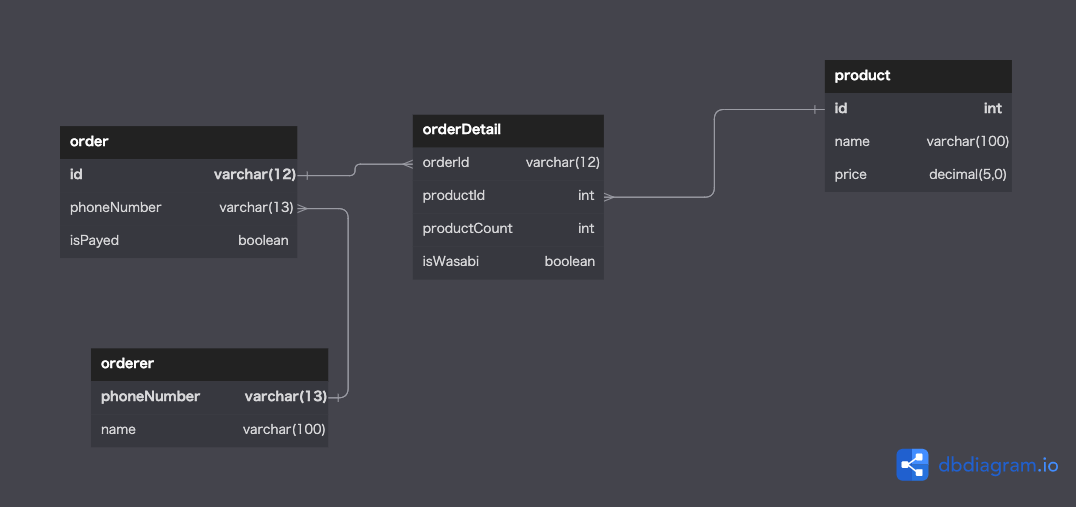 order
id varchar(12)
phoneNumber varchar(13)
isPayed boolean
orderDetail
orderId varchar(12)
productId int
productCount int
isWasabi boolean
product
id int
name varchar(100)
price decimal(5,0)
orderer
phoneNumber varchar(13)
name varchar(100)
dbdiagram.io